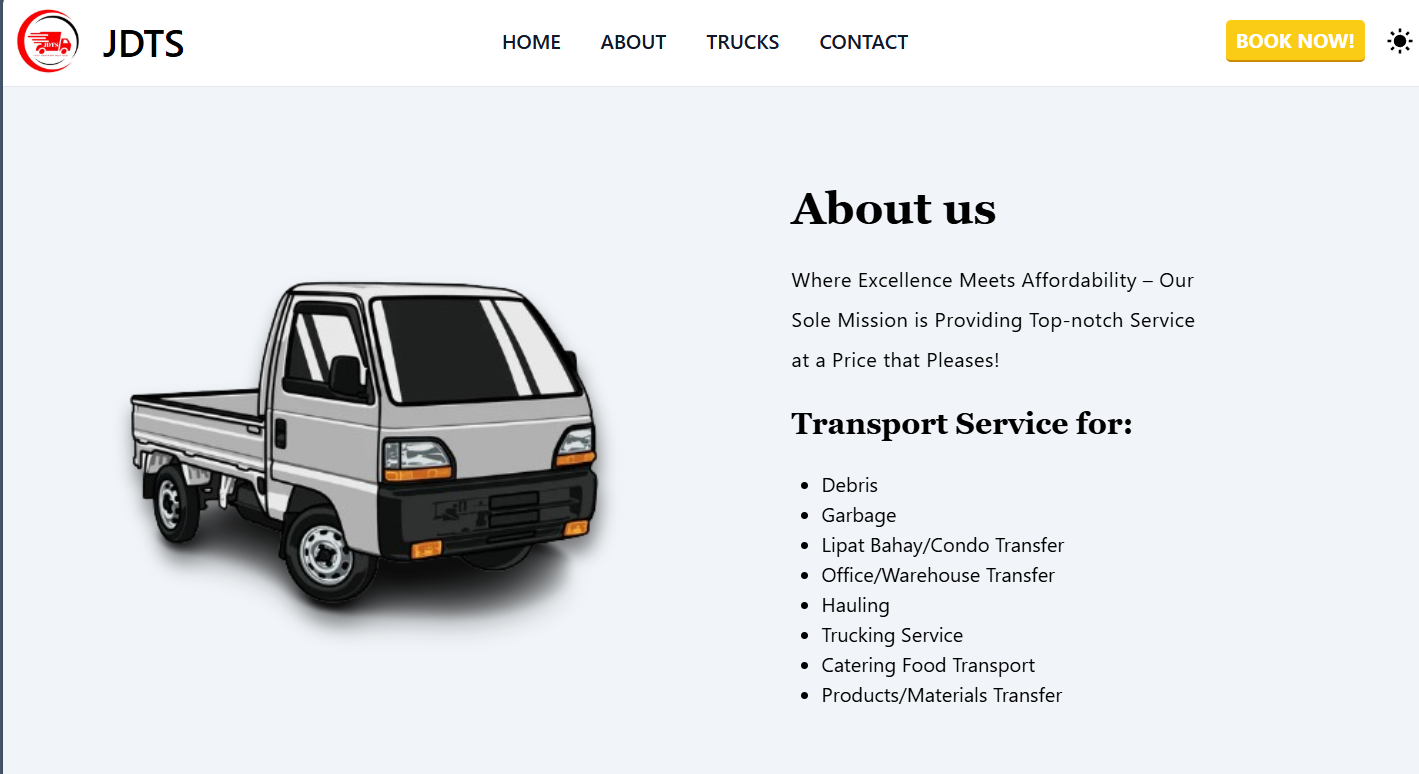 JDTS
JDTS
HOME
ABOUT
TRUCKS
CONTACT
BOOK NOW!
About us
Where Excellence Meets Affordability – Our
Sole Mission is Providing Top-notch Service
at a Price that Pleases!
Transport Service for:
Debris
Garbage
Lipat Bahay/Condo Transfer
Office/Warehouse Transfer
Hauling
Trucking Service
Catering Food Transport
Products/Materials Transfer